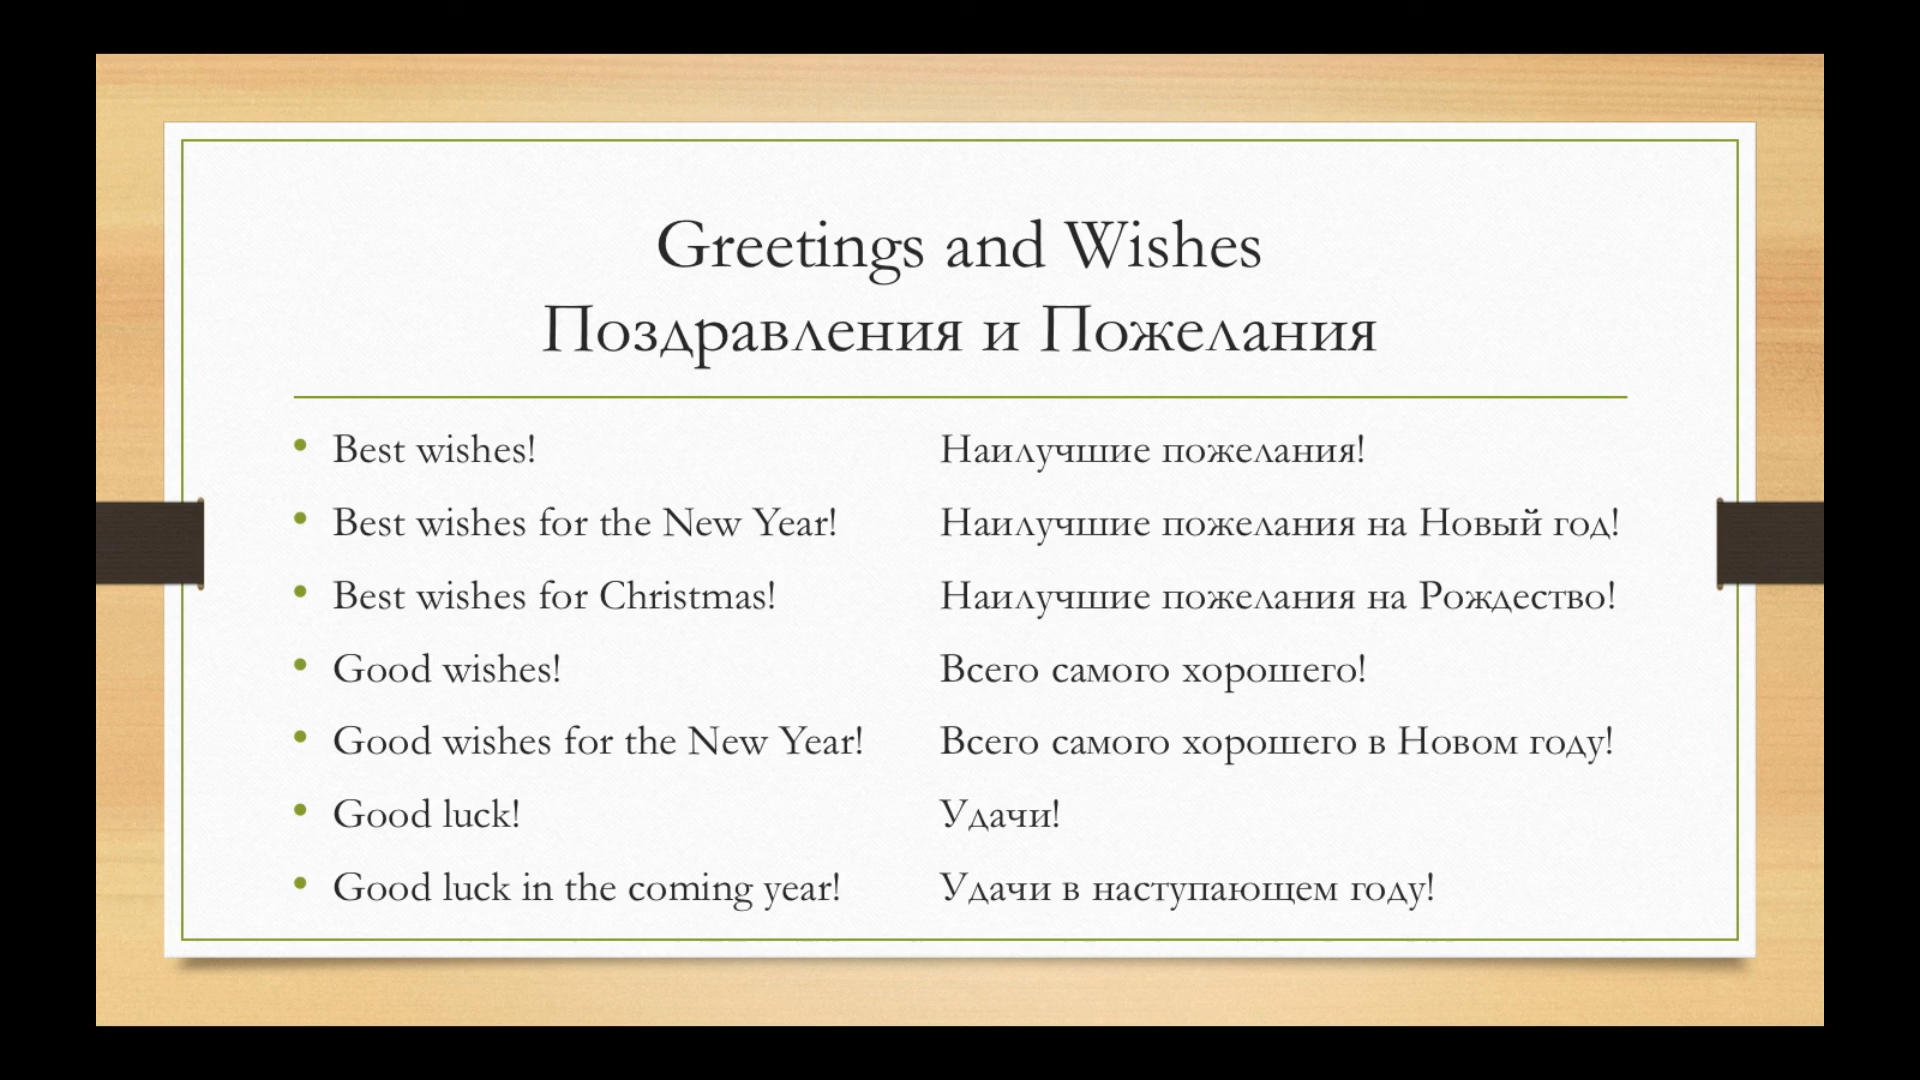 Greetings and Wishes
Поздравления и Пожелания
• Best wishes! Наилучшие пожелания!
• Best wishes for the New Year! Наилучшие пожелания на Новый год!
• Best wishes for Christmas! Наилучшие пожелания на Рождество!
• Good wishes! Всего самого хорошего!
• Good wishes for the New Year! Всего самого хорошего в Новом году!
• Good luck! Удачи!
• Good luck in the coming year! Удачи в наступающем году!